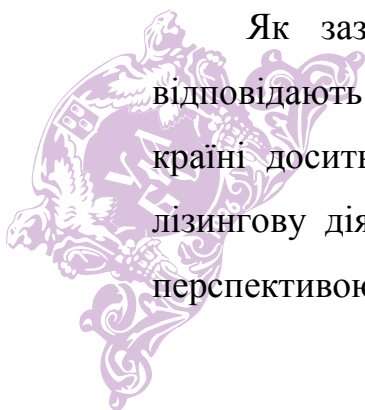 Як заз
відповідають
країні досить
лізингову дія
перспективою